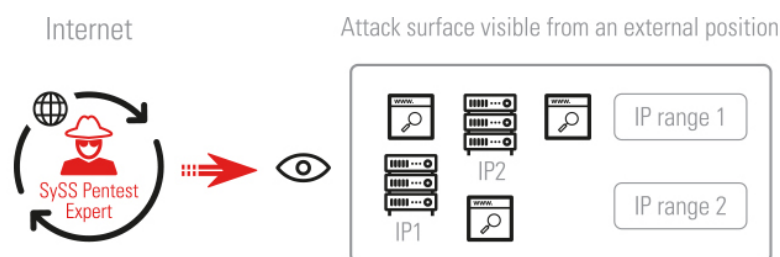 Internet
Attack surface visible from an external position
SySS Pentest
Expert
www.
www.
www.
IP range 1
IP2
IP1
IP range 2